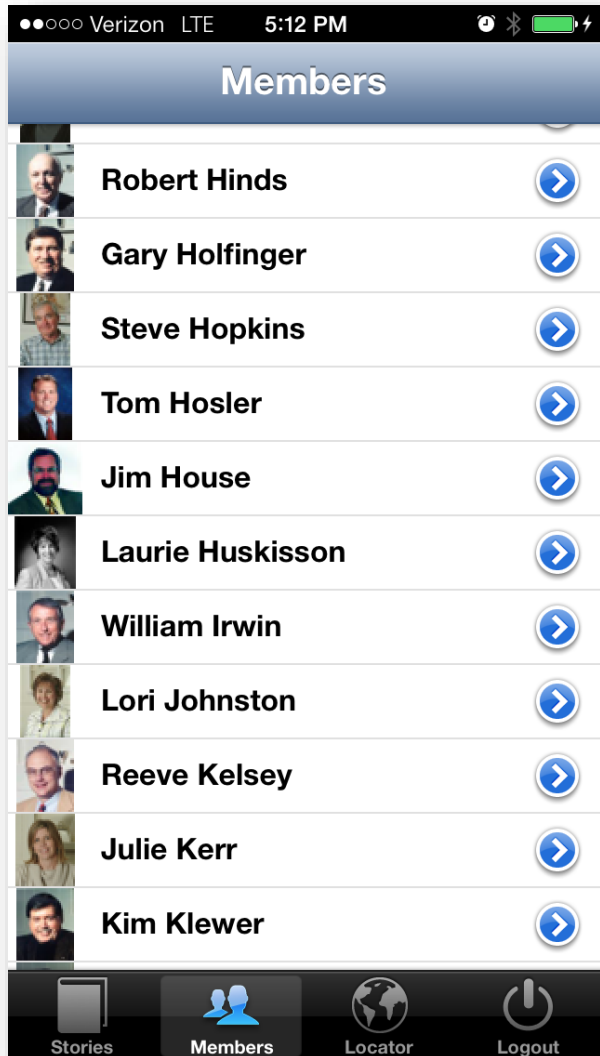 Verizon LTE 5:12 PM
Members
Robert Hinds
Gary Holfinger
Steve Hopkins
Tom Hosler
Jim House
Laurie Huskisson
William Irwin
Lori Johnston
Reeve Kelsey
Julie Kerr
Kim Klewer
Stories Members Locator Logout